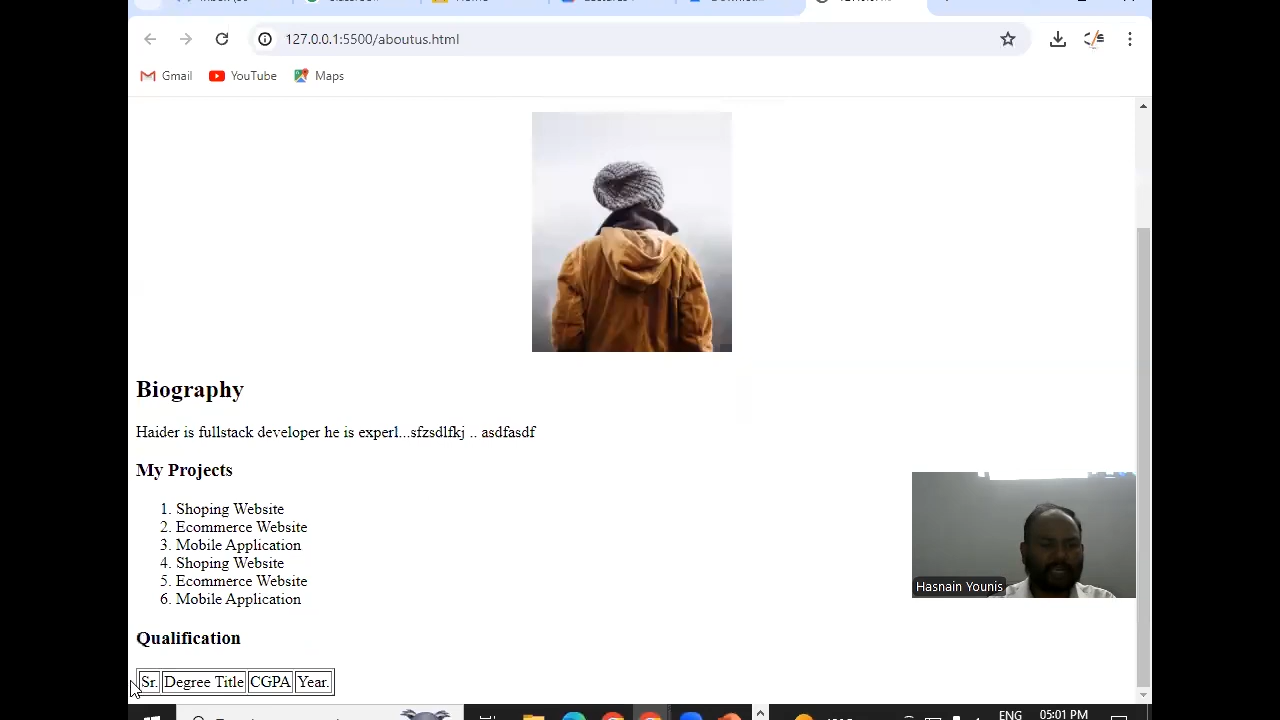 127.0.0.1:5500/aboutus.html
Gmail YouTube Maps
Biography
Haider is fullstack developer he is experl...sfzsdlfkj .. asdfasdf
My Projects
1. Shoping Website
2. Ecommerce Website
3. Mobile Application
4. Shoping Website
5. Ecommerce Website
6. Mobile Application
Hasnain Younis
Qualification
Sr. Degree Title CGPA Year.
ENG 05:01 PM